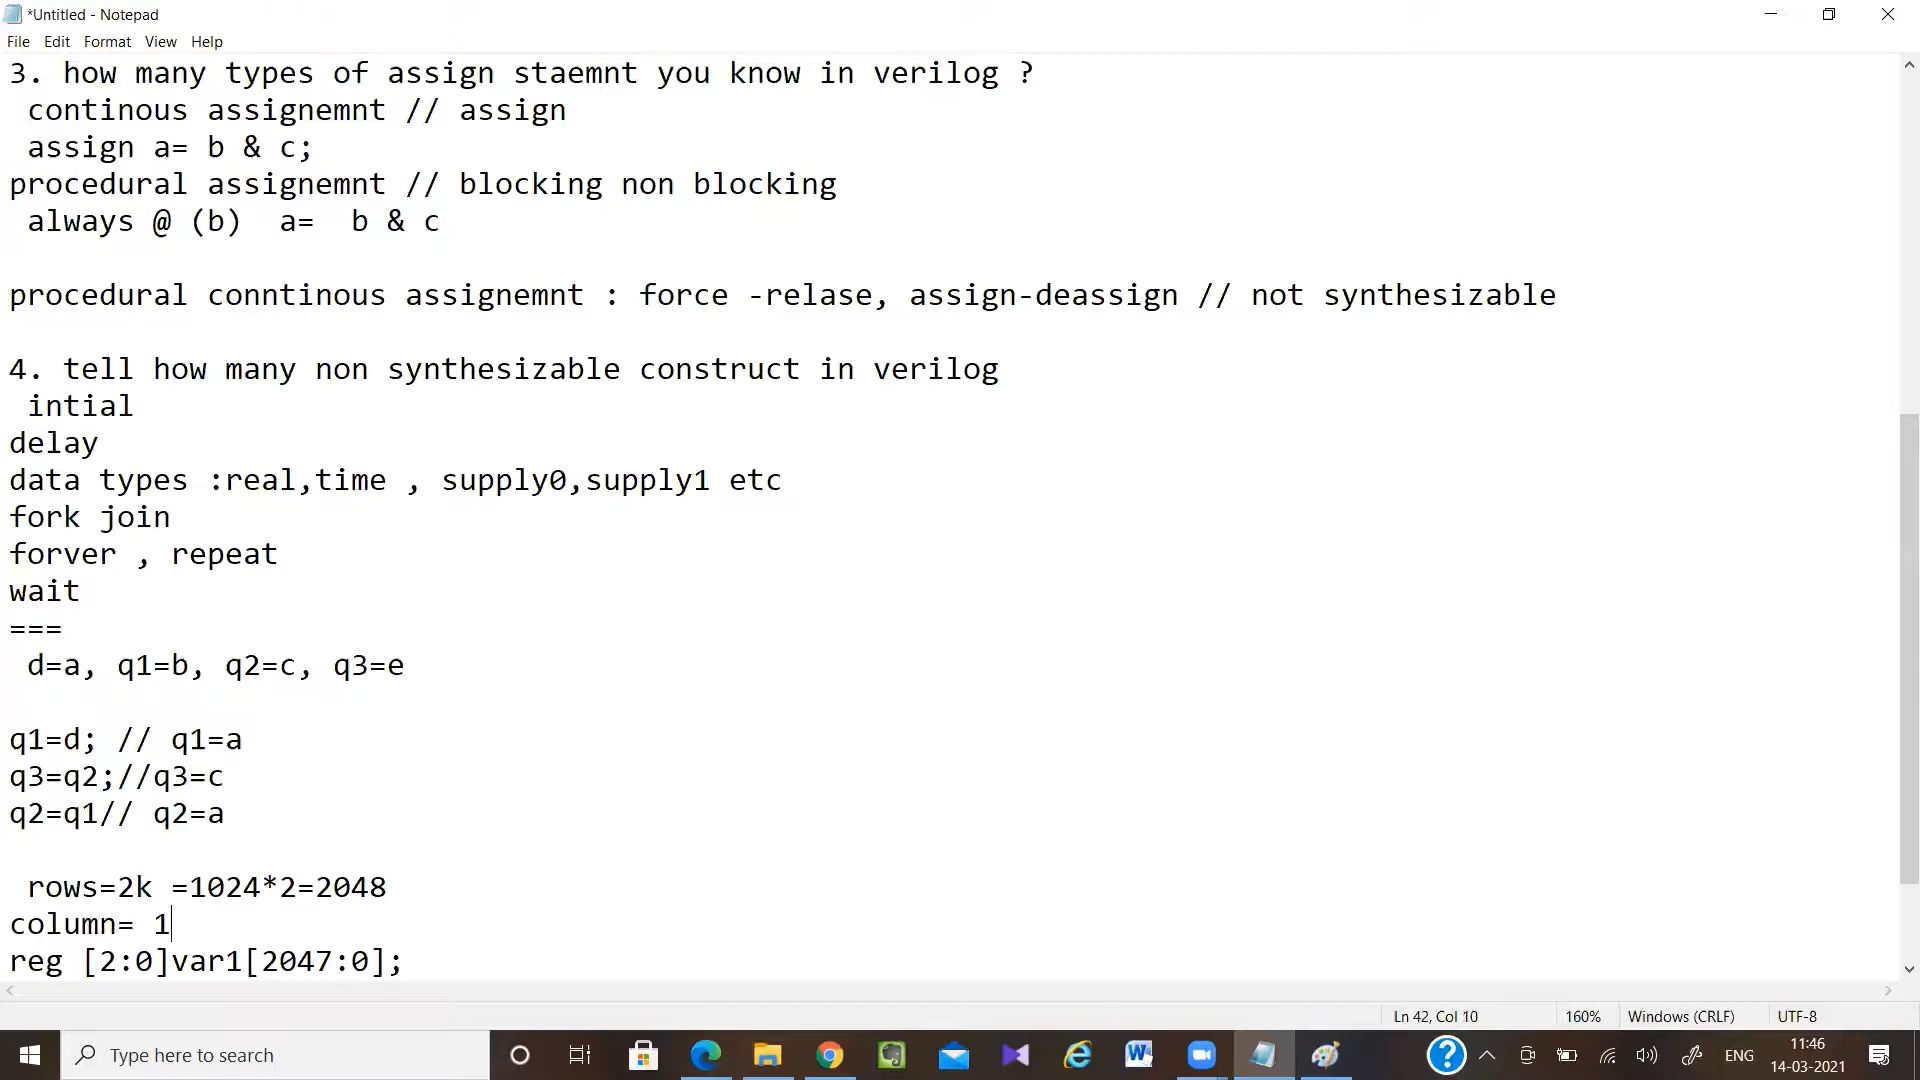 *Untitled - Notepad
File Edit Format View Help
3. how many types of assign staemnt you know in verilog ?
continous assignemnt // assign
assign a= b & c;
procedural assignemnt // blocking non blocking
always @ (b)  a=  b & c
procedural conntinous assignemnt : force -relase, assign-deassign // not synthesizable
4. tell how many non synthesizable construct in verilog
intial
delay
data types :real,time , supply0,supply1 etc
fork join
forver , repeat
wait
===
d=a, q1=b, q2=c, q3=e
q1=d; // q1=a
q3=q2;//q3=c
q2=q1// q2=a
rows=2k =1024*2=2048
column= 1
reg [2:0]var1[2047:0];
Ln 42, Col 10 160% Windows (CRLF) UTF-8
Type here to search
ENG
11:46
14-03-2021